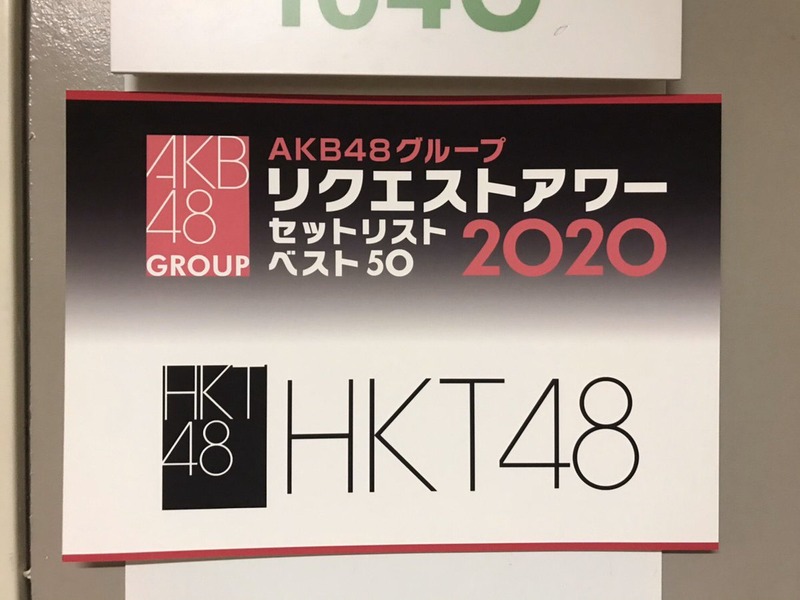 1040
AKB
48
GROUP
AKB48グループ
リクエストアワー
セットリスト
ベスト50
2020
HKT
48
HKT48